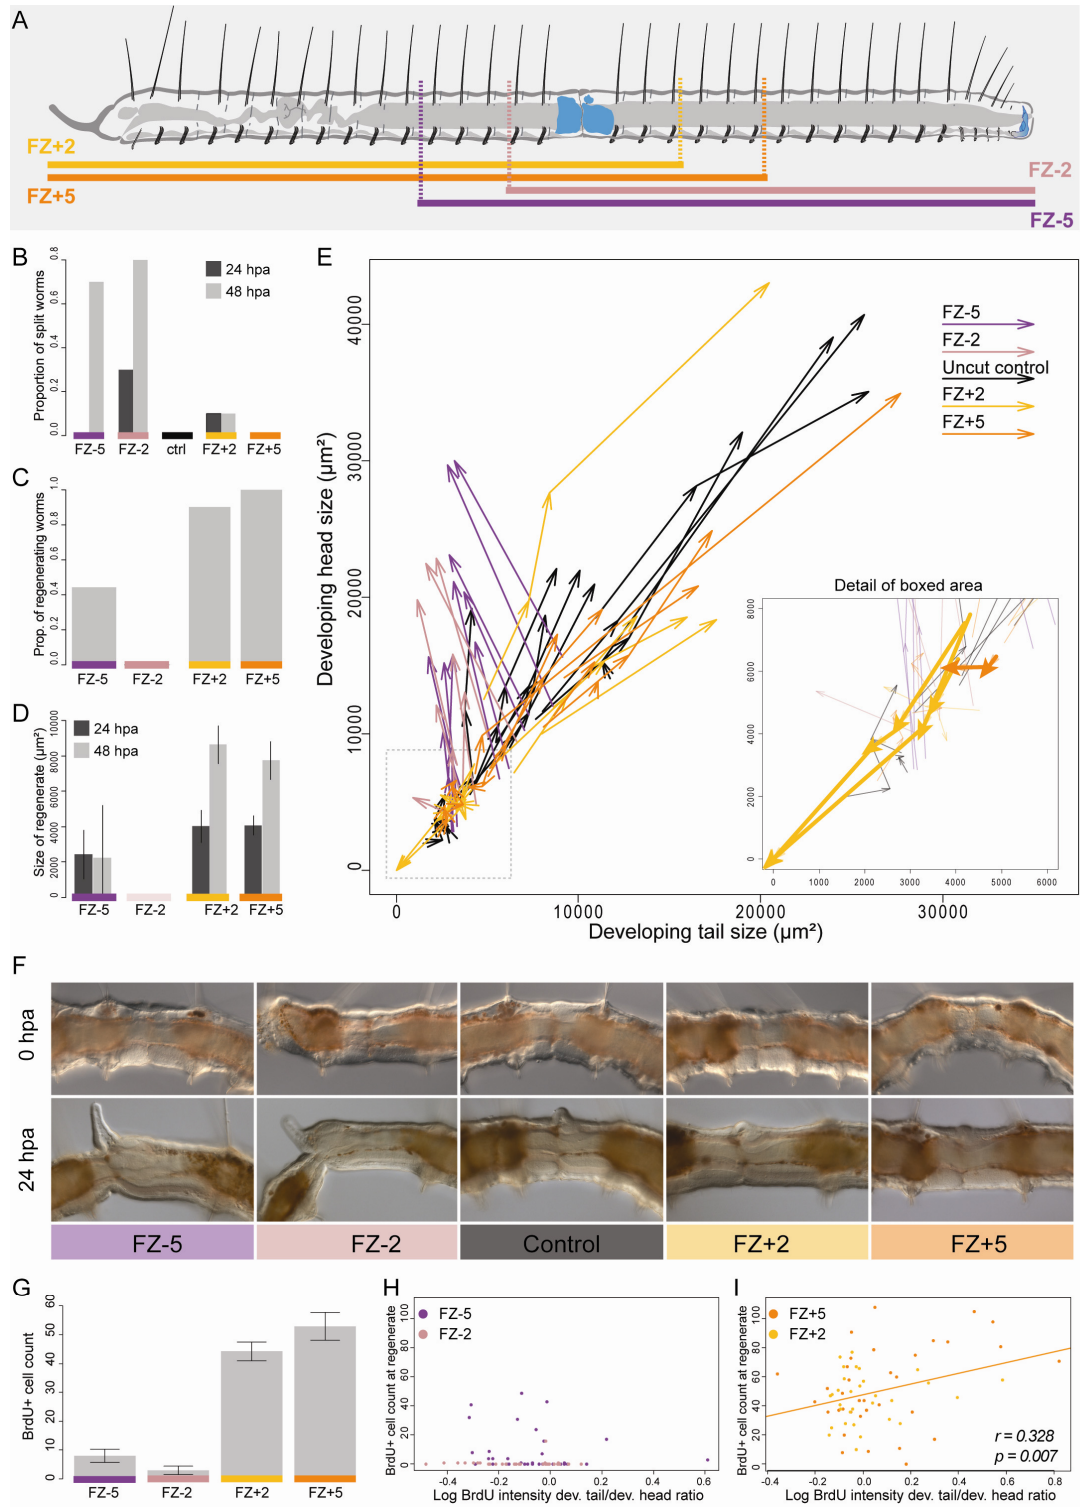 A
FZ+2
FZ+5
FZ-2
FZ-5
B
Proportion of split worms
0.0 0.2 0.4 0.6 0.8
24 hpa
48 hpa
FZ-5 FZ-2 ctrl FZ+2 FZ+5
C
Prop. of regenerating worms
0.0 0.2 0.4 0.6 0.8 1.0
FZ-5 FZ-2 FZ+2 FZ+5
D
Size of regenerate (µm²)
0 2000 4000 6000 8000 10000
24 hpa
48 hpa
FZ-5 FZ-2 FZ+2 FZ+5
E
Developing head size (µm²)
0 10000 20000 30000 40000
FZ-5
FZ-2
Uncut control
FZ+2
FZ+5
Detail of boxed area
0 2000 4000 6000 8000
0 1000 2000 3000 4000 5000 6000
0 10000 20000 30000
Developing tail size (µm²)
F
0 hpa
24 hpa
FZ-5 FZ-2 Control FZ+2 FZ+5
G
BrdU+ cell count
0 10 20 30 40 50 60
FZ-5 FZ-2 FZ+2 FZ+5
H
BrdU+ cell count at regenerate
0 20 40 60 80 100
FZ-5
FZ-2
-0.4 -0.2 0.0 0.2 0.4 0.6
Log BrdU intensity dev. tail/dev. head ratio
I
BrdU+ cell count at regenerate
0 20 40 60 80 100
FZ+5
FZ+2
r = 0.328
p = 0.007
-0.4 -0.2 0.0 0.2 0.4 0.6 0.8
Log BrdU intensity dev. tail/dev. head ratio